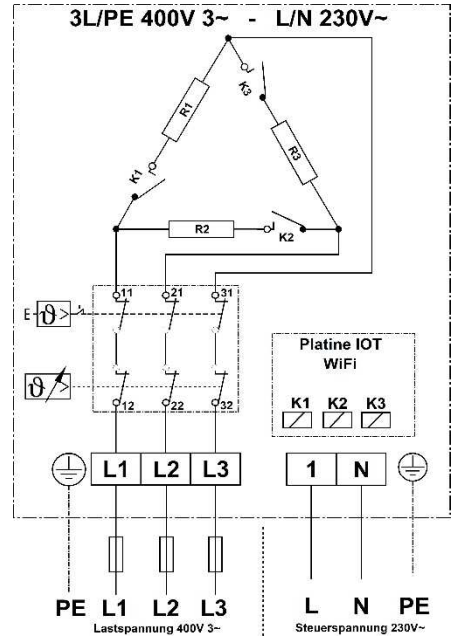 3L/PE 400V 3~ - L/N 230V~
K3
R1
R3
K1
R2
K2
11 21 31
E ϑ
Platine IOT
WiFi
ϑ
K1 K2 K3
12 22 32
L1 L2 L3 1 N
PE L1 L2 L3 L N PE
Lastspannung 400V 3~ Steuerspannung 230V~